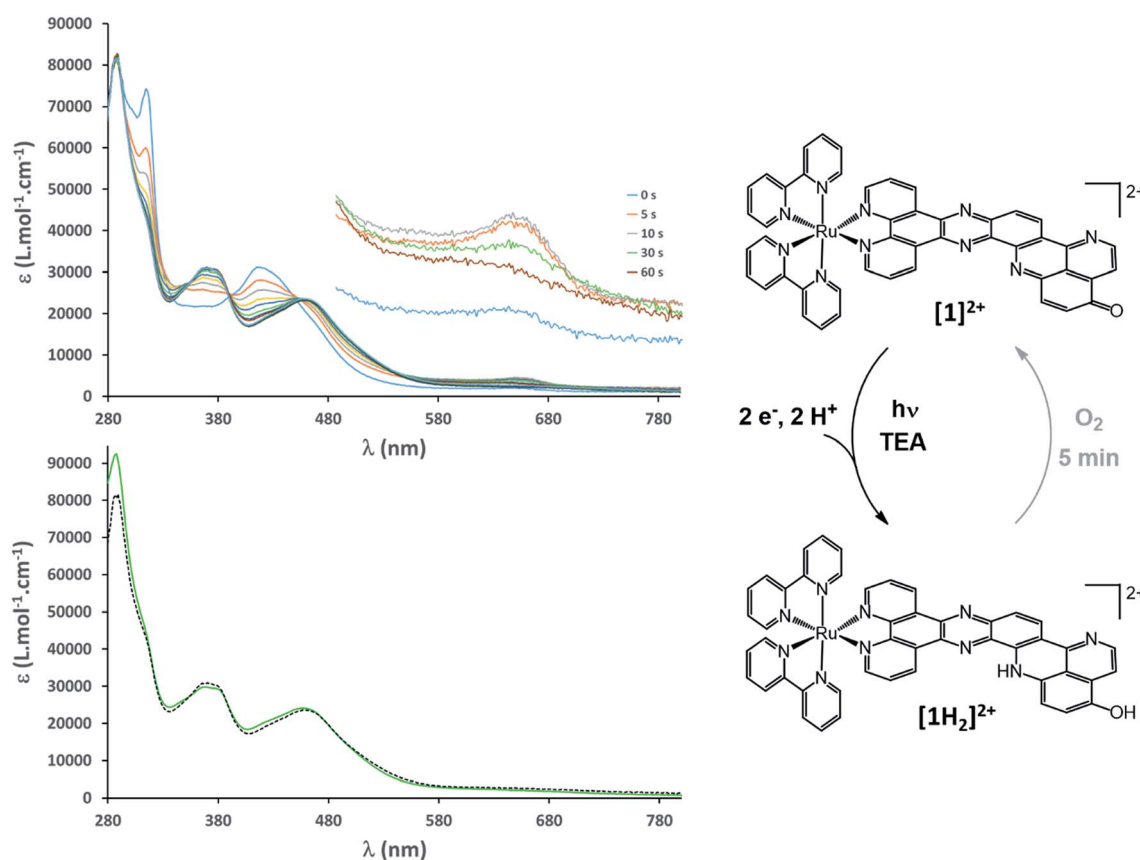 90000
80000
70000
60000
50000
40000
30000
20000
10000
0
ε (L.mol-1.cm-1)
280 380 480 580 680 780
λ (nm)
0 s
5 s
10 s
30 s
60 s
90000
80000
70000
60000
50000
40000
30000
20000
10000
0
ε (L.mol-1.cm-1)
280 380 480 580 680 780
λ (nm)
2+
N
N
N
N
N
N
Ru
N
N
N
N
O
[1]2+
2 e-, 2 H+
hν
TEA
O2
5 min
2+
N
N
N
N
N
N
Ru
N
N
N
HN
OH
[1H2]2+